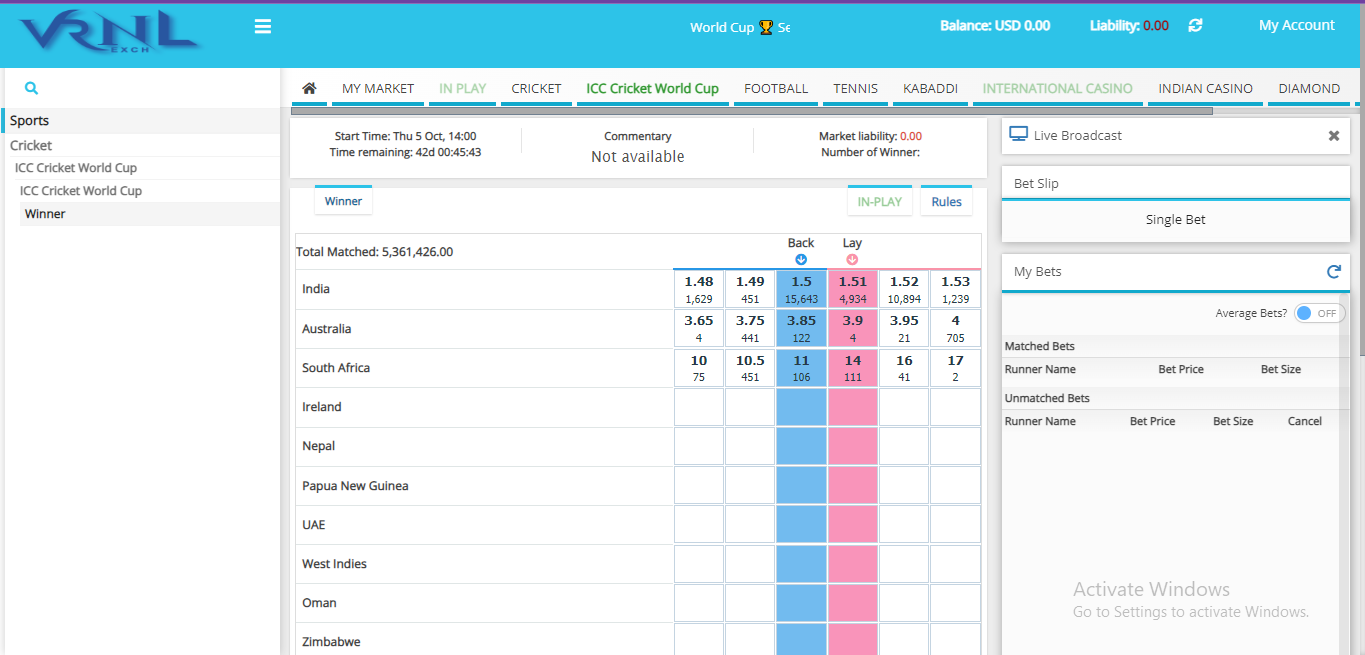 VRNL
EXCH
World Cup 🏆 Se
Balance: USD 0.00
Liability: 0.00
My Account
MY MARKET
IN PLAY
CRICKET
ICC Cricket World Cup
FOOTBALL
TENNIS
KABADDI
INTERNATIONAL CASINO
INDIAN CASINO
DIAMOND
Sports
Cricket
ICC Cricket World Cup
ICC Cricket World Cup
Winner
Start Time: Thu 5 Oct, 14:00
Time remaining: 42d 00:45:43
Commentary
Not available
Market liability: 0.00
Number of Winner:
Winner
IN-PLAY
Rules
Total Matched: 5,361,426.00
Back
Lay
India
1.48 1.49 1.5 1.51 1.52 1.53
1,629 451 15,643 4,934 10,894 1,239
Australia
3.65 3.75 3.85 3.9 3.95 4
4 441 122 4 21 705
South Africa
10 10.5 11 14 16 17
75 451 106 111 41 2
Ireland
Nepal
Papua New Guinea
UAE
West Indies
Oman
Zimbabwe
Live Broadcast
Bet Slip
Single Bet
My Bets
Average Bets? OFF
Matched Bets
Runner Name Bet Price Bet Size
Unmatched Bets
Runner Name Bet Price Bet Size Cancel
Activate Windows
Go to Settings to activate Windows.